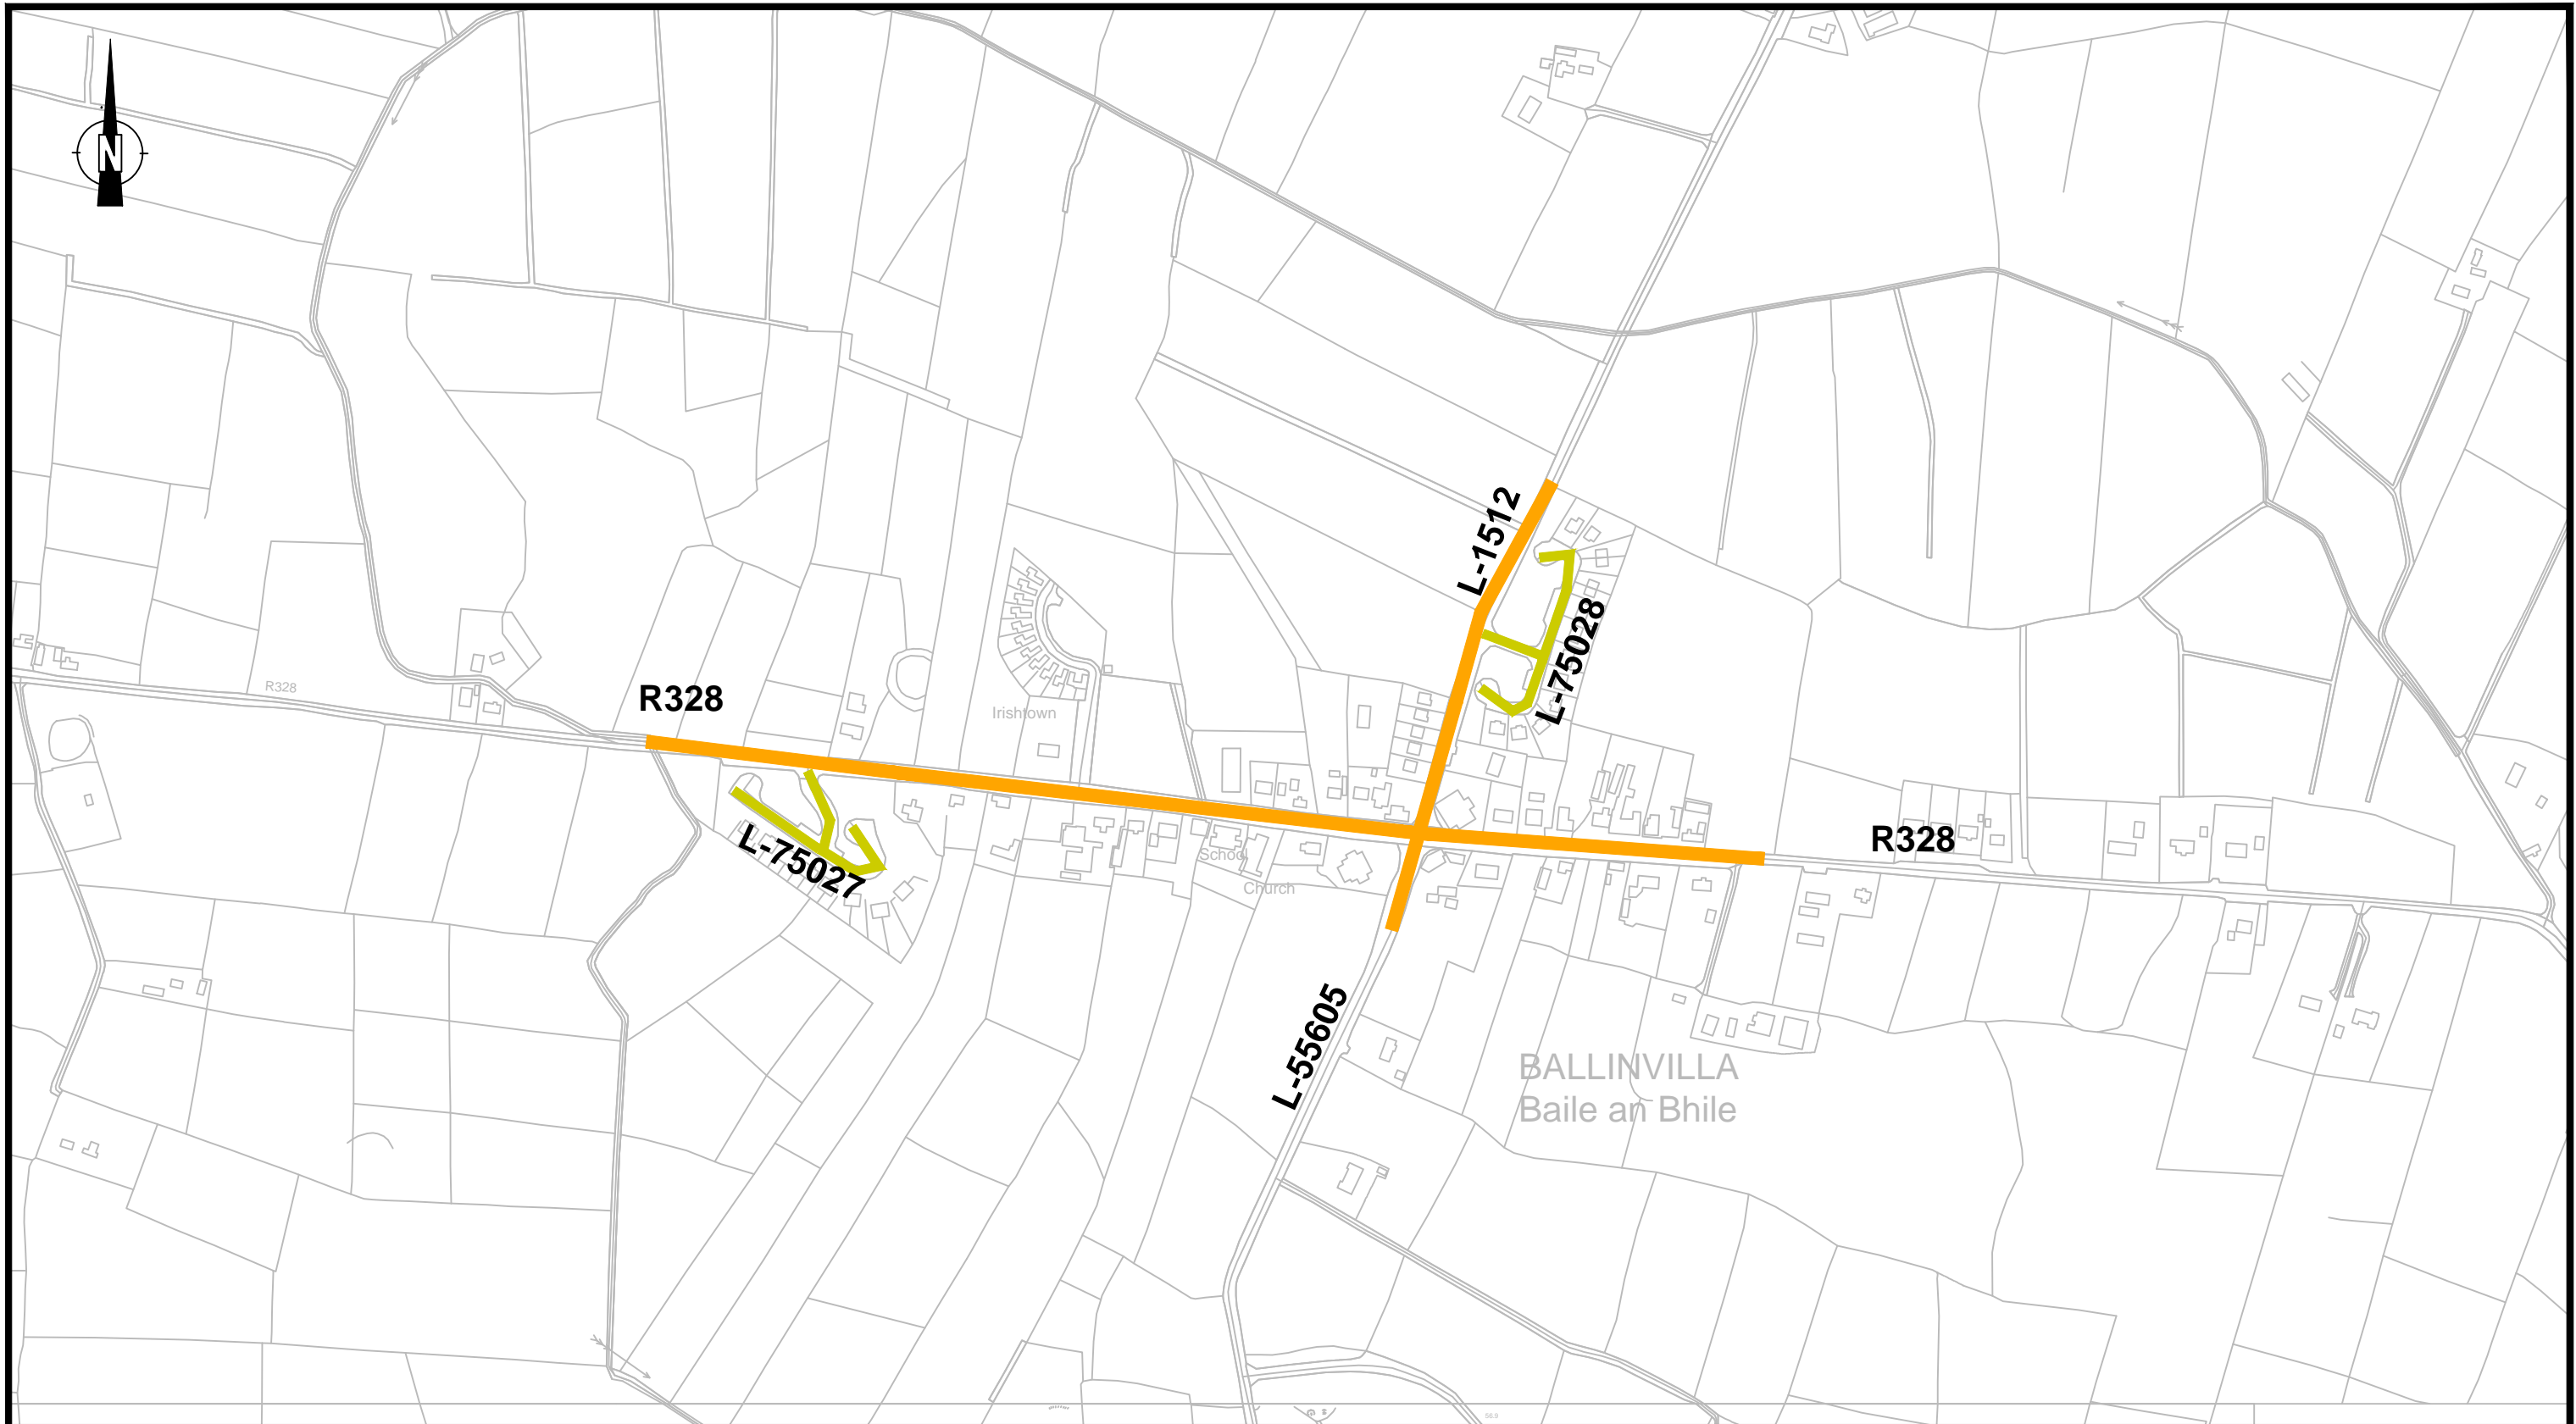 N
L-1512
L-75028
R328
R328
Irishtown
R328
L-75027
School
Church
L-55605
BALLINVILLA
Baile an Bhile